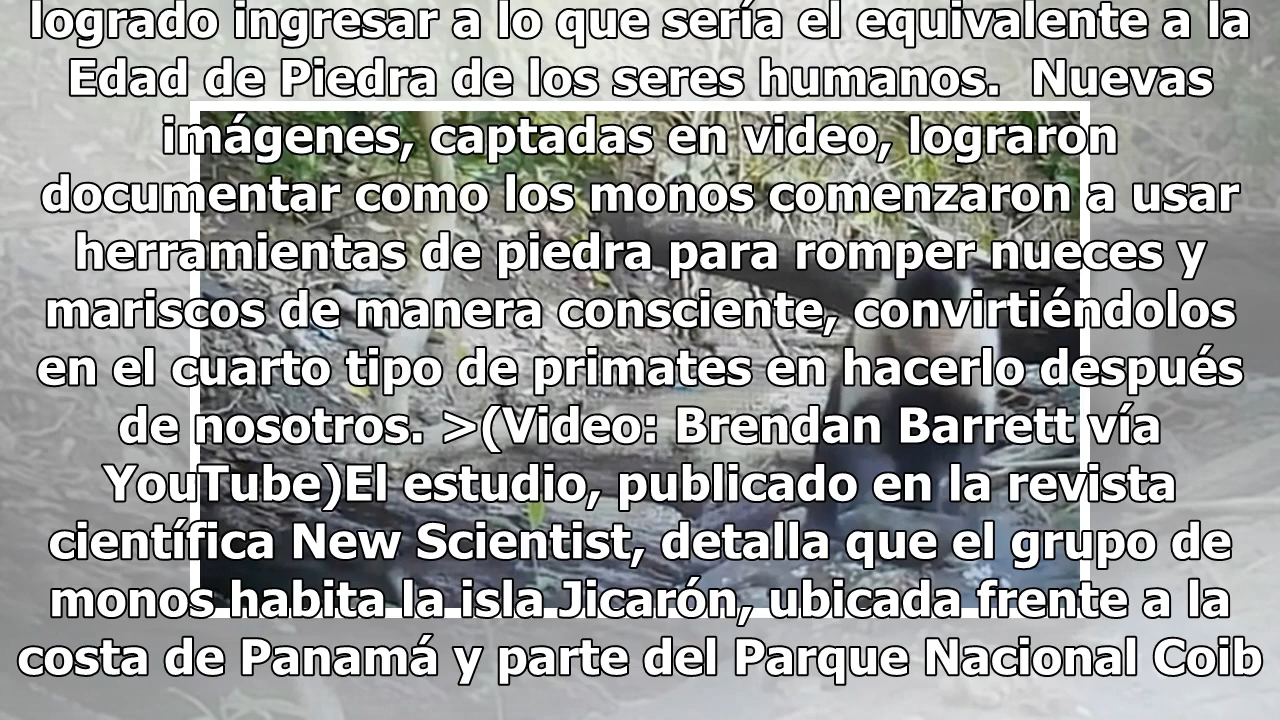 logrado ingresar a lo que sería el equivalente a la
Edad de Piedra de los seres humanos.  Nuevas
imágenes, captadas en video, lograron
documentar como los monos comenzaron a usar
herramientas de piedra para romper nueces y
mariscos de manera consciente, convirtiéndolos
en el cuarto tipo de primates en hacerlo después
de nosotros. >(Video: Brendan Barrett vía
YouTube)El estudio, publicado en la revista
científica New Scientist, detalla que el grupo de
monos habita la isla Jicarón, ubicada frente a la
costa de Panamá y parte del Parque Nacional Coib